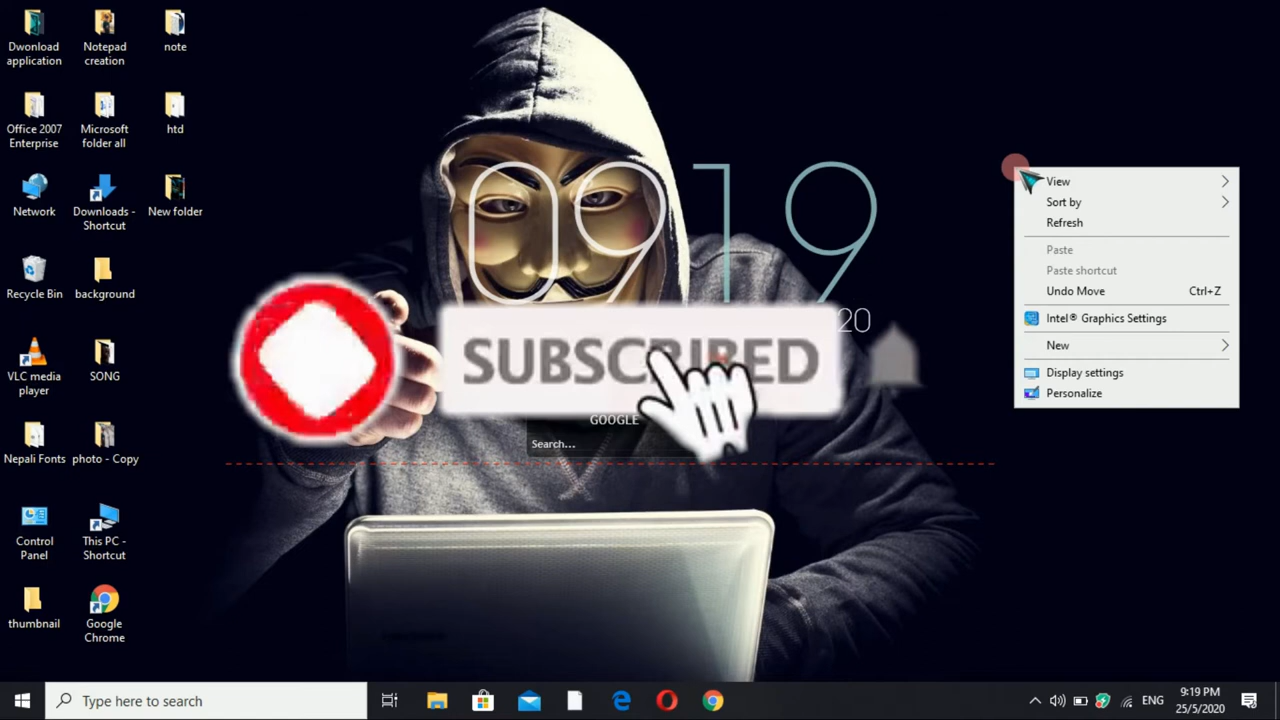 Dwonload
application
Notepad
creation
note
Office 2007
Enterprise
Microsoft
folder all
htd
Network
Downloads -
Shortcut
New folder
Recycle Bin
background
VLC media
player
SONG
Nepali Fonts
photo - Copy
Control
Panel
This PC -
Shortcut
thumbnail
Google
Chrome
0919
20
SUBSCRIBED
GOOGLE
Search...
View
Sort by
Refresh
Paste
Paste shortcut
Undo Move Ctrl+Z
Intel® Graphics Settings
New
Display settings
Personalize
Type here to search
ENG
9:19 PM
25/5/2020